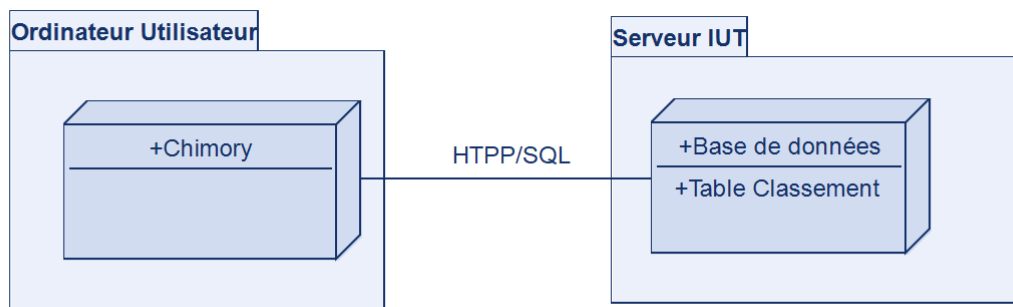 Ordinateur Utilisateur
Serveur IUT
+Chimory
HTPP/SQL
+Base de données
+Table Classement